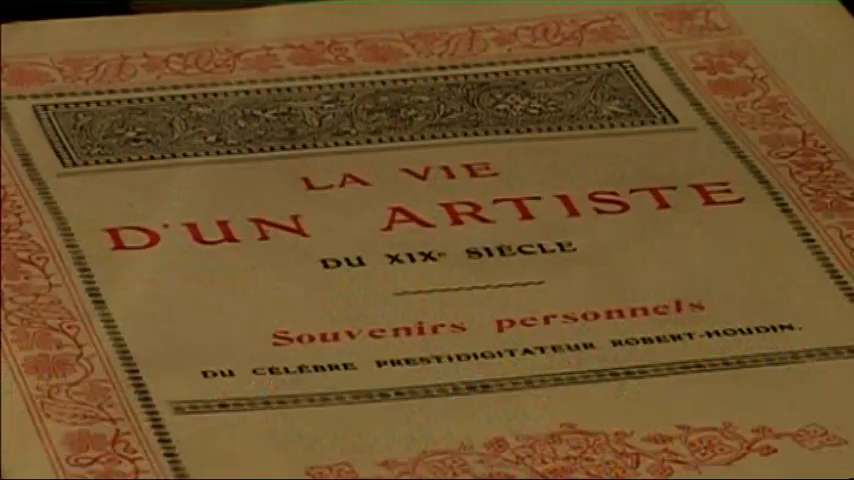 LA VIE
D'UN ARTISTE
DU XIXe SIÈCLE
Souvenirs personnels
DU CÉLÈBRE PRESTIDIGITATEUR ROBERT-HOUDIN.